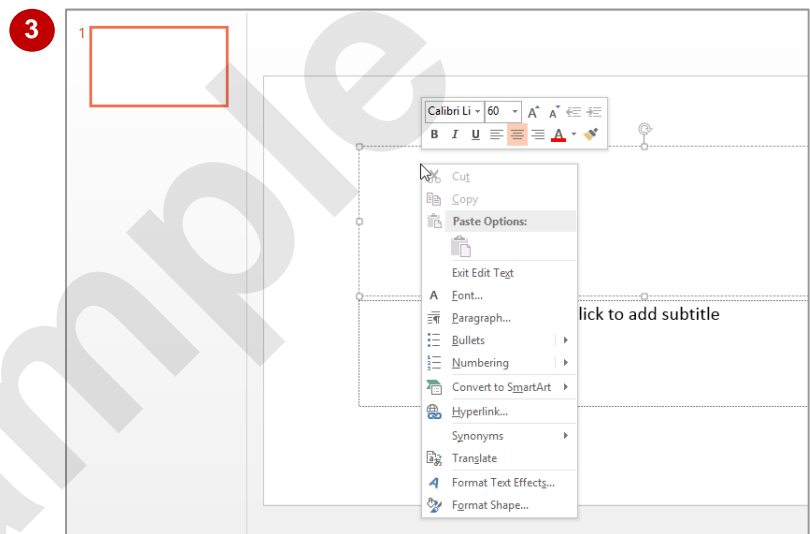 3
1
Calibri Li 60 A A
B I U A
Cut
Copy
Paste Options:
Exit Edit Text
A Font...
Paragraph...
lick to add subtitle
Bullets
Numbering
Convert to SmartArt
Hyperlink...
Synonyms
Translate
A Format Text Effects...
Format Shape...
ample